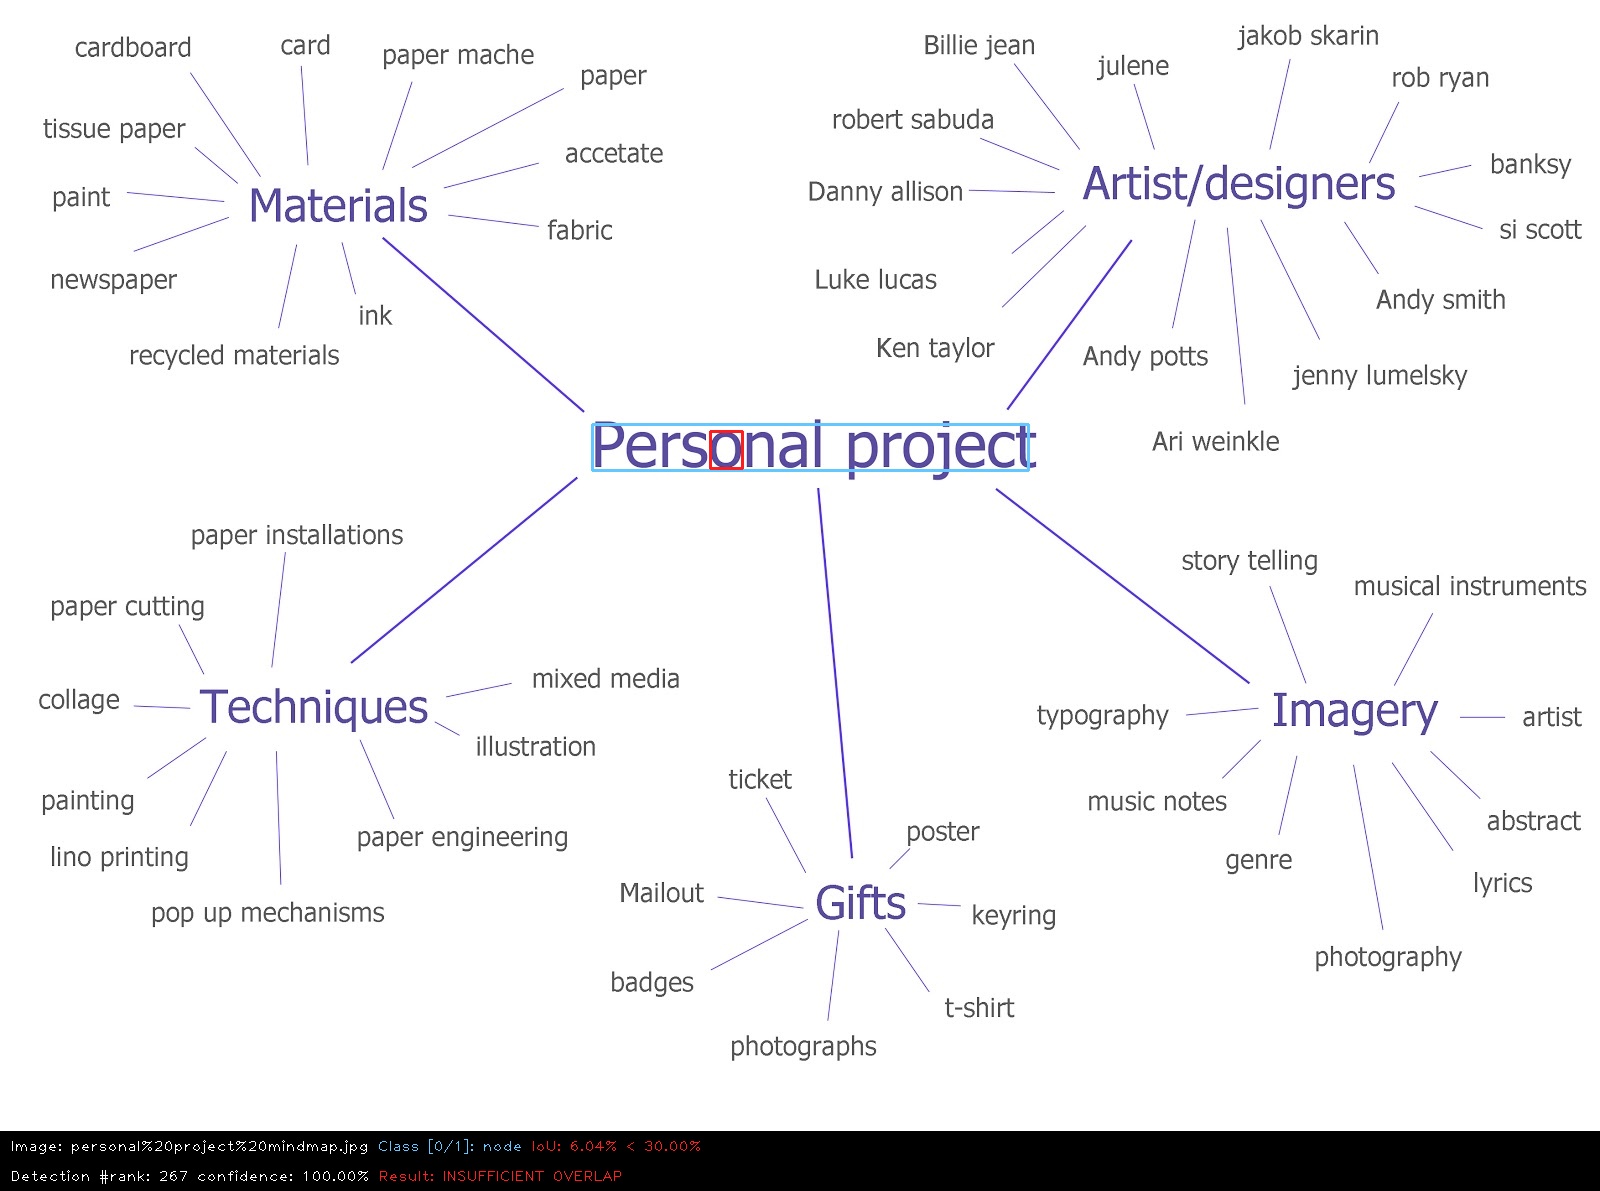 cardboard
card
paper mache
paper
tissue paper
accetate
paint
Materials
fabric
newspaper
ink
recycled materials
Billie jean
julene
jakob skarin
rob ryan
robert sabuda
banksy
Danny allison
Artist/designers
si scott
Luke lucas
Andy smith
Ken taylor
Andy potts
jenny lumelsky
Ari weinkle
Personal project
paper installations
paper cutting
mixed media
collage
Techniques
illustration
painting
paper engineering
lino printing
pop up mechanisms
ticket
poster
Mailout
Gifts
keyring
badges
t-shirt
photographs
story telling
musical instruments
typography
Imagery
artist
music notes
abstract
genre
lyrics
photography
Image: personal%20project%20mindmap.jpg Class [0/1]: node IoU: 6.04% < 30.00%
Detection #rank: 267 confidence: 100.00% Result: INSUFFICIENT OVERLAP